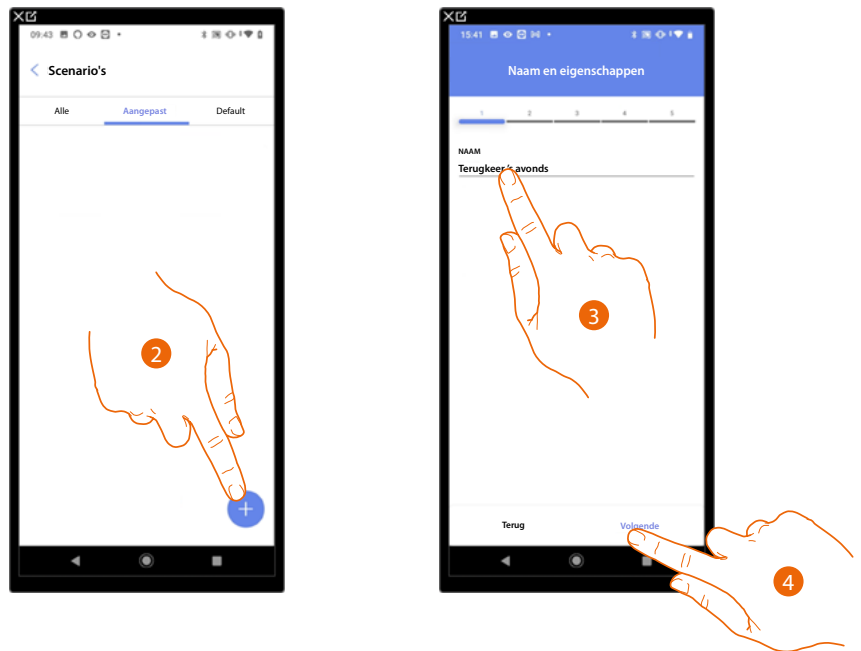 09:43
Scenario's
Alle Aangepast Default
2
+
15:41
Naam en eigenschappen
1 2 3 4 5
NAAM
Terugkeer 's avonds
3
Terug Volgende
4